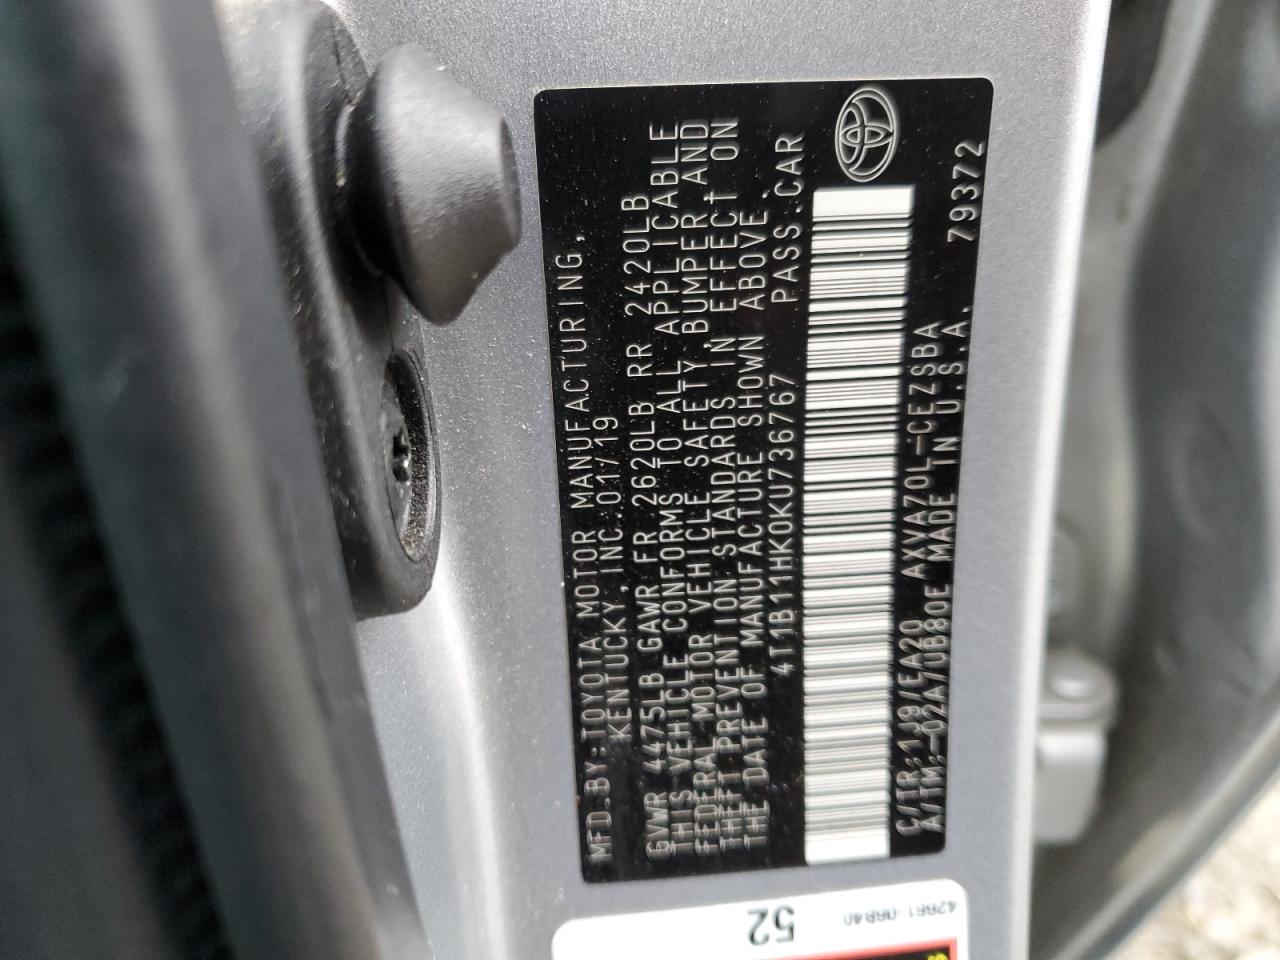 MFD.BY:TOYOTA MOTOR MANUFACTURING,
KENTUCKY,INC. 01/19
GVWR 4475LB GAWR FR 2620LB RR 2420LB
THIS VEHICLE CONFORMS TO ALL APPLICABLE
FEDERAL MOTOR VEHICLE SAFETY,BUMPER,AND
THEFT PREVENTION STANDARDS IN EFFECT ON
THE DATE OF MANUFACTURE SHOWN ABOVE.
4T1B11HK0KU736767 PASS.CAR
C/TR: 1J9/EA20 AXVA70L-CEZSBA
A/TM:-02A/UB80E MADE IN U.S.A. 79372
52
42661-06B40